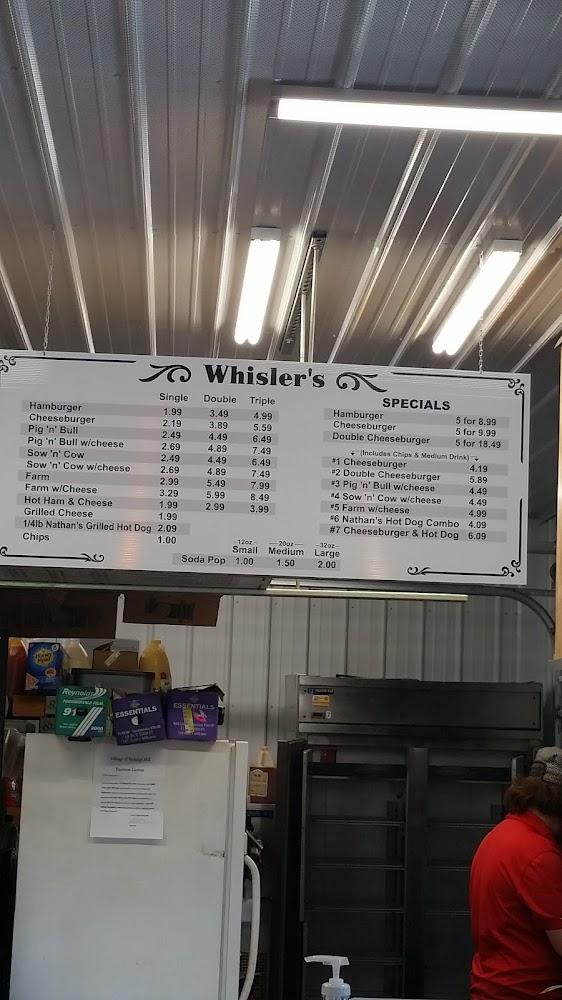 Whisler's
Single Double Triple
Hamburger 1.99 3.49 4.99
Cheeseburger 2.19 3.89 5.59
Pig 'n' Bull 2.49 4.49 6.49
Pig 'n' Bull w/cheese 2.69 4.89 7.49
Sow 'n' Cow 2.49 4.49 6.49
Sow 'n' Cow w/cheese 2.69 4.89 7.49
Farm 2.99 5.49 7.99
Farm w/Cheese 3.29 5.99 8.49
Hot Ham & Cheese 1.99 2.99 3.99
Grilled Cheese 1.99
1/4lb Nathan's Grilled Hot Dog 2.09
Chips 1.00
12oz 20oz 32oz
Small Medium Large
Soda Pop 1.00 1.50 2.00
SPECIALS
Hamburger 5 for 8.99
Cheeseburger 5 for 9.99
Double Cheeseburger 5 for 18.49
(Includes Chips & Medium Drink)
#1 Cheeseburger 4.19
#2 Double Cheeseburger 5.89
#3 Pig 'n' Bull w/cheese 4.49
#4 Sow 'n' Cow w/cheese 4.49
#5 Farm w/cheese 4.99
#6 Nathan's Hot Dog Combo 4.09
#7 Cheeseburger & Hot Dog 6.09
Reynolds
91
2000
ESSENTIALS
ESSENTIALS